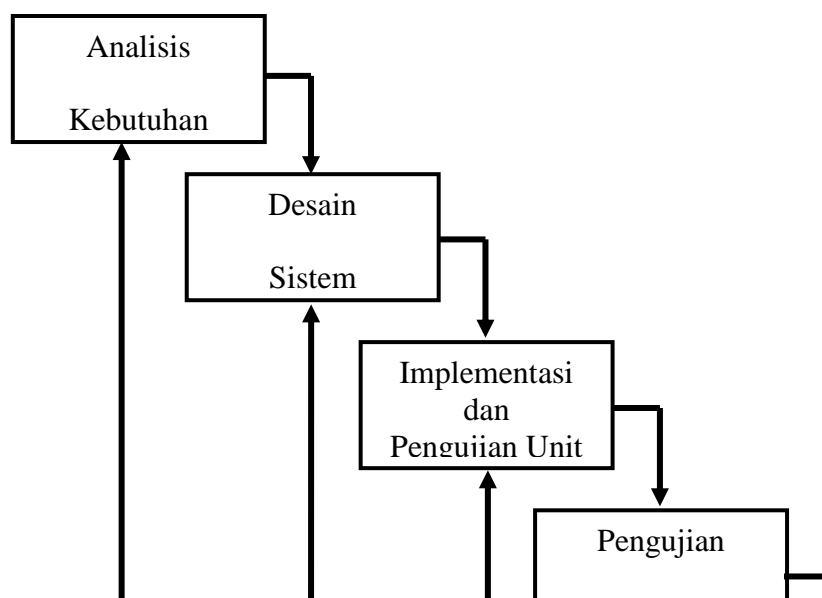 Analisis
Kebutuhan
Desain
Sistem
Implementasi
dan
Pengujian Unit
Pengujian